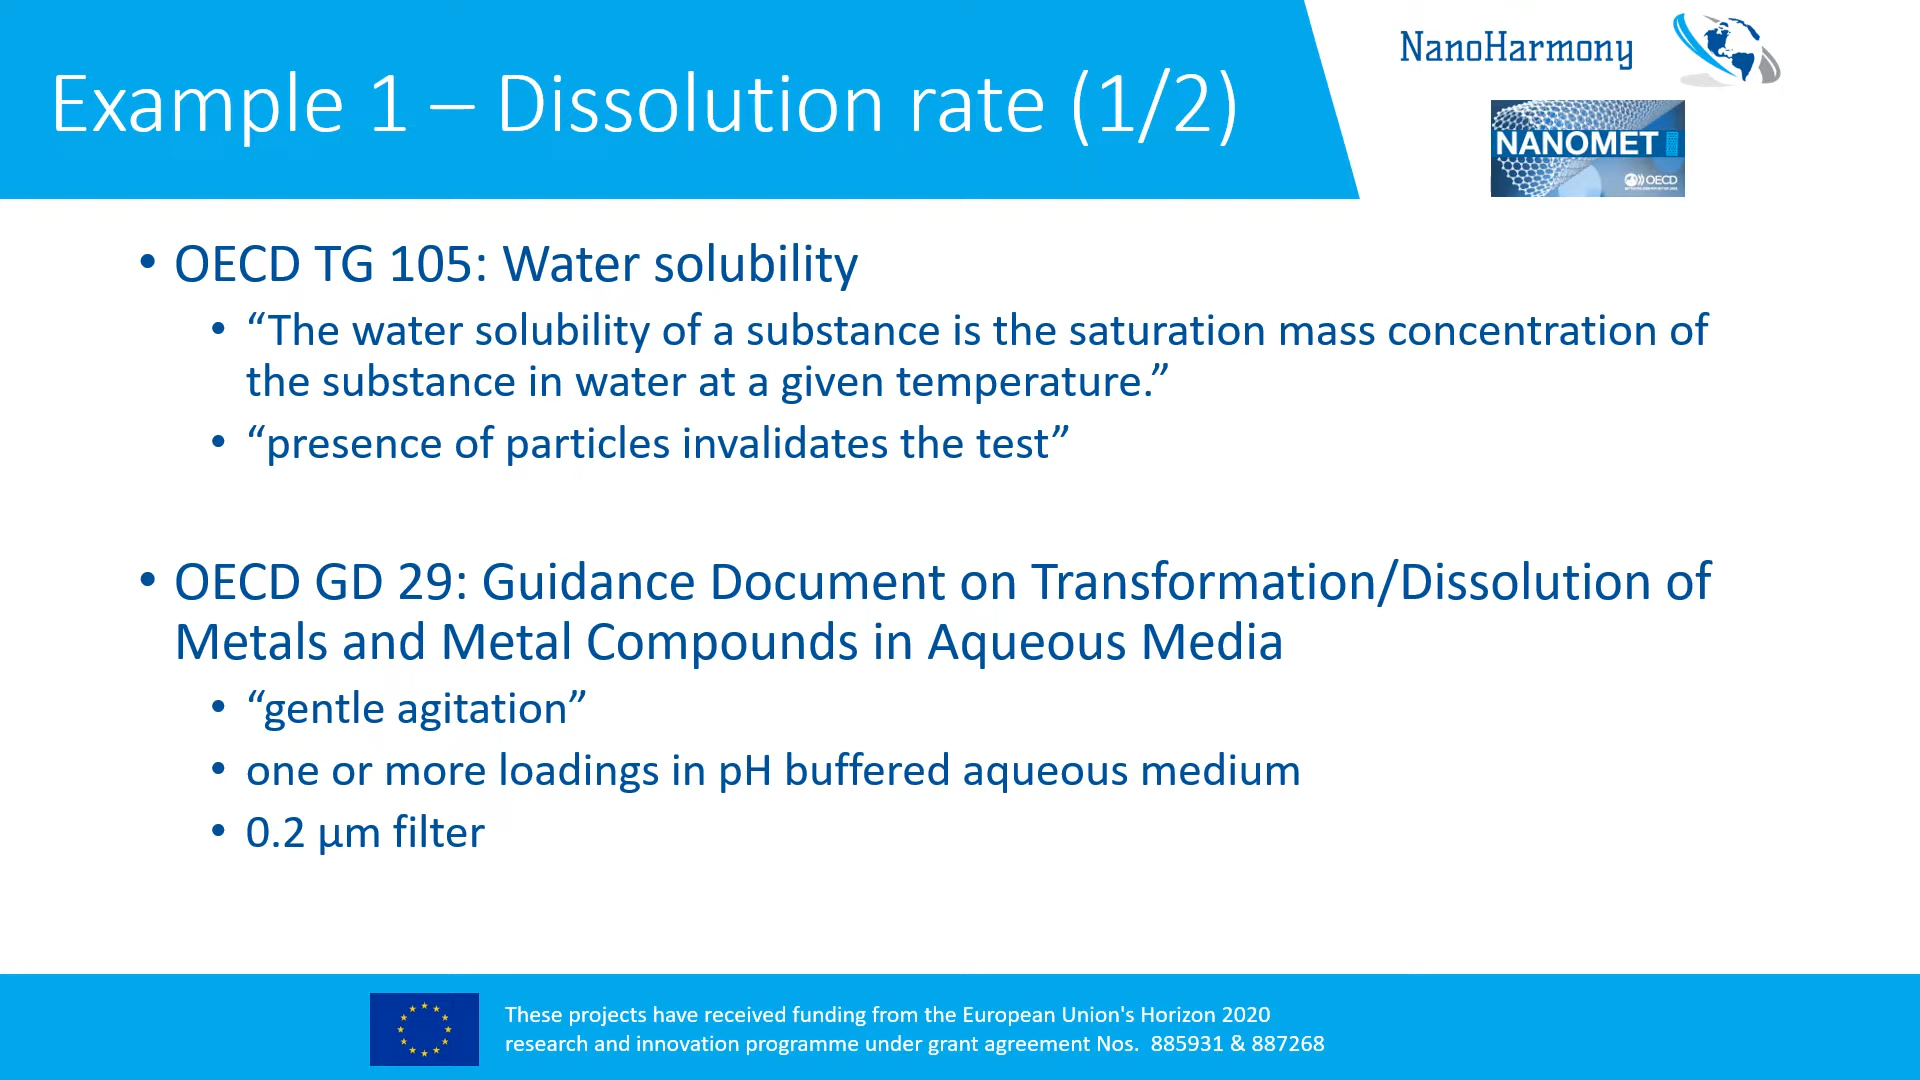 Example 1 – Dissolution rate (1/2)
NanoHarmony
NANOMET
OECD
• OECD TG 105: Water solubility
• “The water solubility of a substance is the saturation mass concentration of
the substance in water at a given temperature.”
• “presence of particles invalidates the test”
• OECD GD 29: Guidance Document on Transformation/Dissolution of
Metals and Metal Compounds in Aqueous Media
• “gentle agitation”
• one or more loadings in pH buffered aqueous medium
• 0.2 µm filter
These projects have received funding from the European Union's Horizon 2020
research and innovation programme under grant agreement Nos.  885931 & 887268